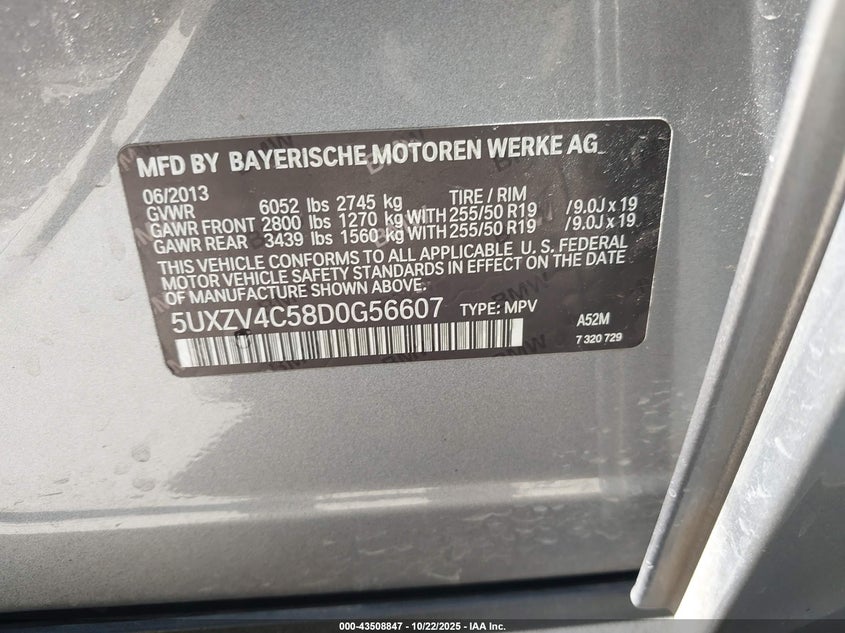 MFD BY BAYERISCHE MOTOREN WERKE AG
06/2013 TIRE / RIM
GVWR 6052 lbs 2745 kg
GAWR FRONT 2800 lbs 1270 kg WITH 255/50 R19 /9.0J x 19
GAWR REAR 3439 lbs 1560 kg WITH 255/50 R19 /9.0J x 19
THIS VEHICLE CONFORMS TO ALL APPLICABLE U. S. FEDERAL
MOTOR VEHICLE SAFETY STANDARDS IN EFFECT ON THE DATE
OF MANUFACTURE SHOWN ABOVE.
5UXZV4C58D0G56607 TYPE: MPV A52M
7 320 729
000-43508847 - 10/22/2025 - IAA Inc.